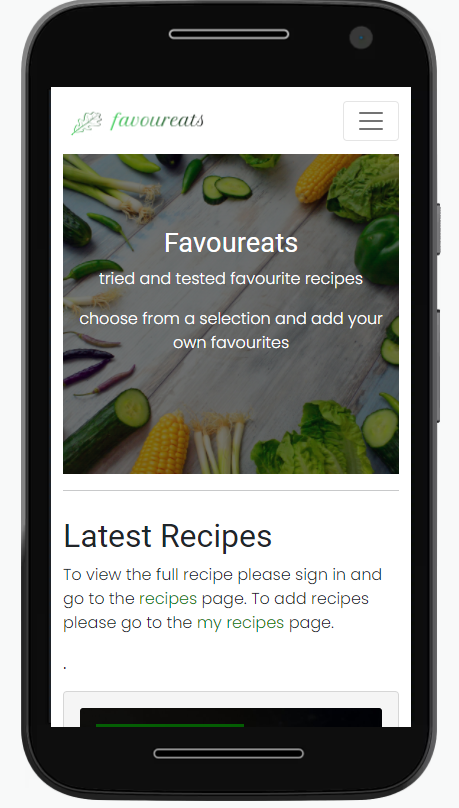 favoureats
Favoureats
tried and tested favourite recipes
choose from a selection and add your
own favourites
Latest Recipes
To view the full recipe please sign in and
go to the recipes page. To add recipes
please go to the my recipes page.
.